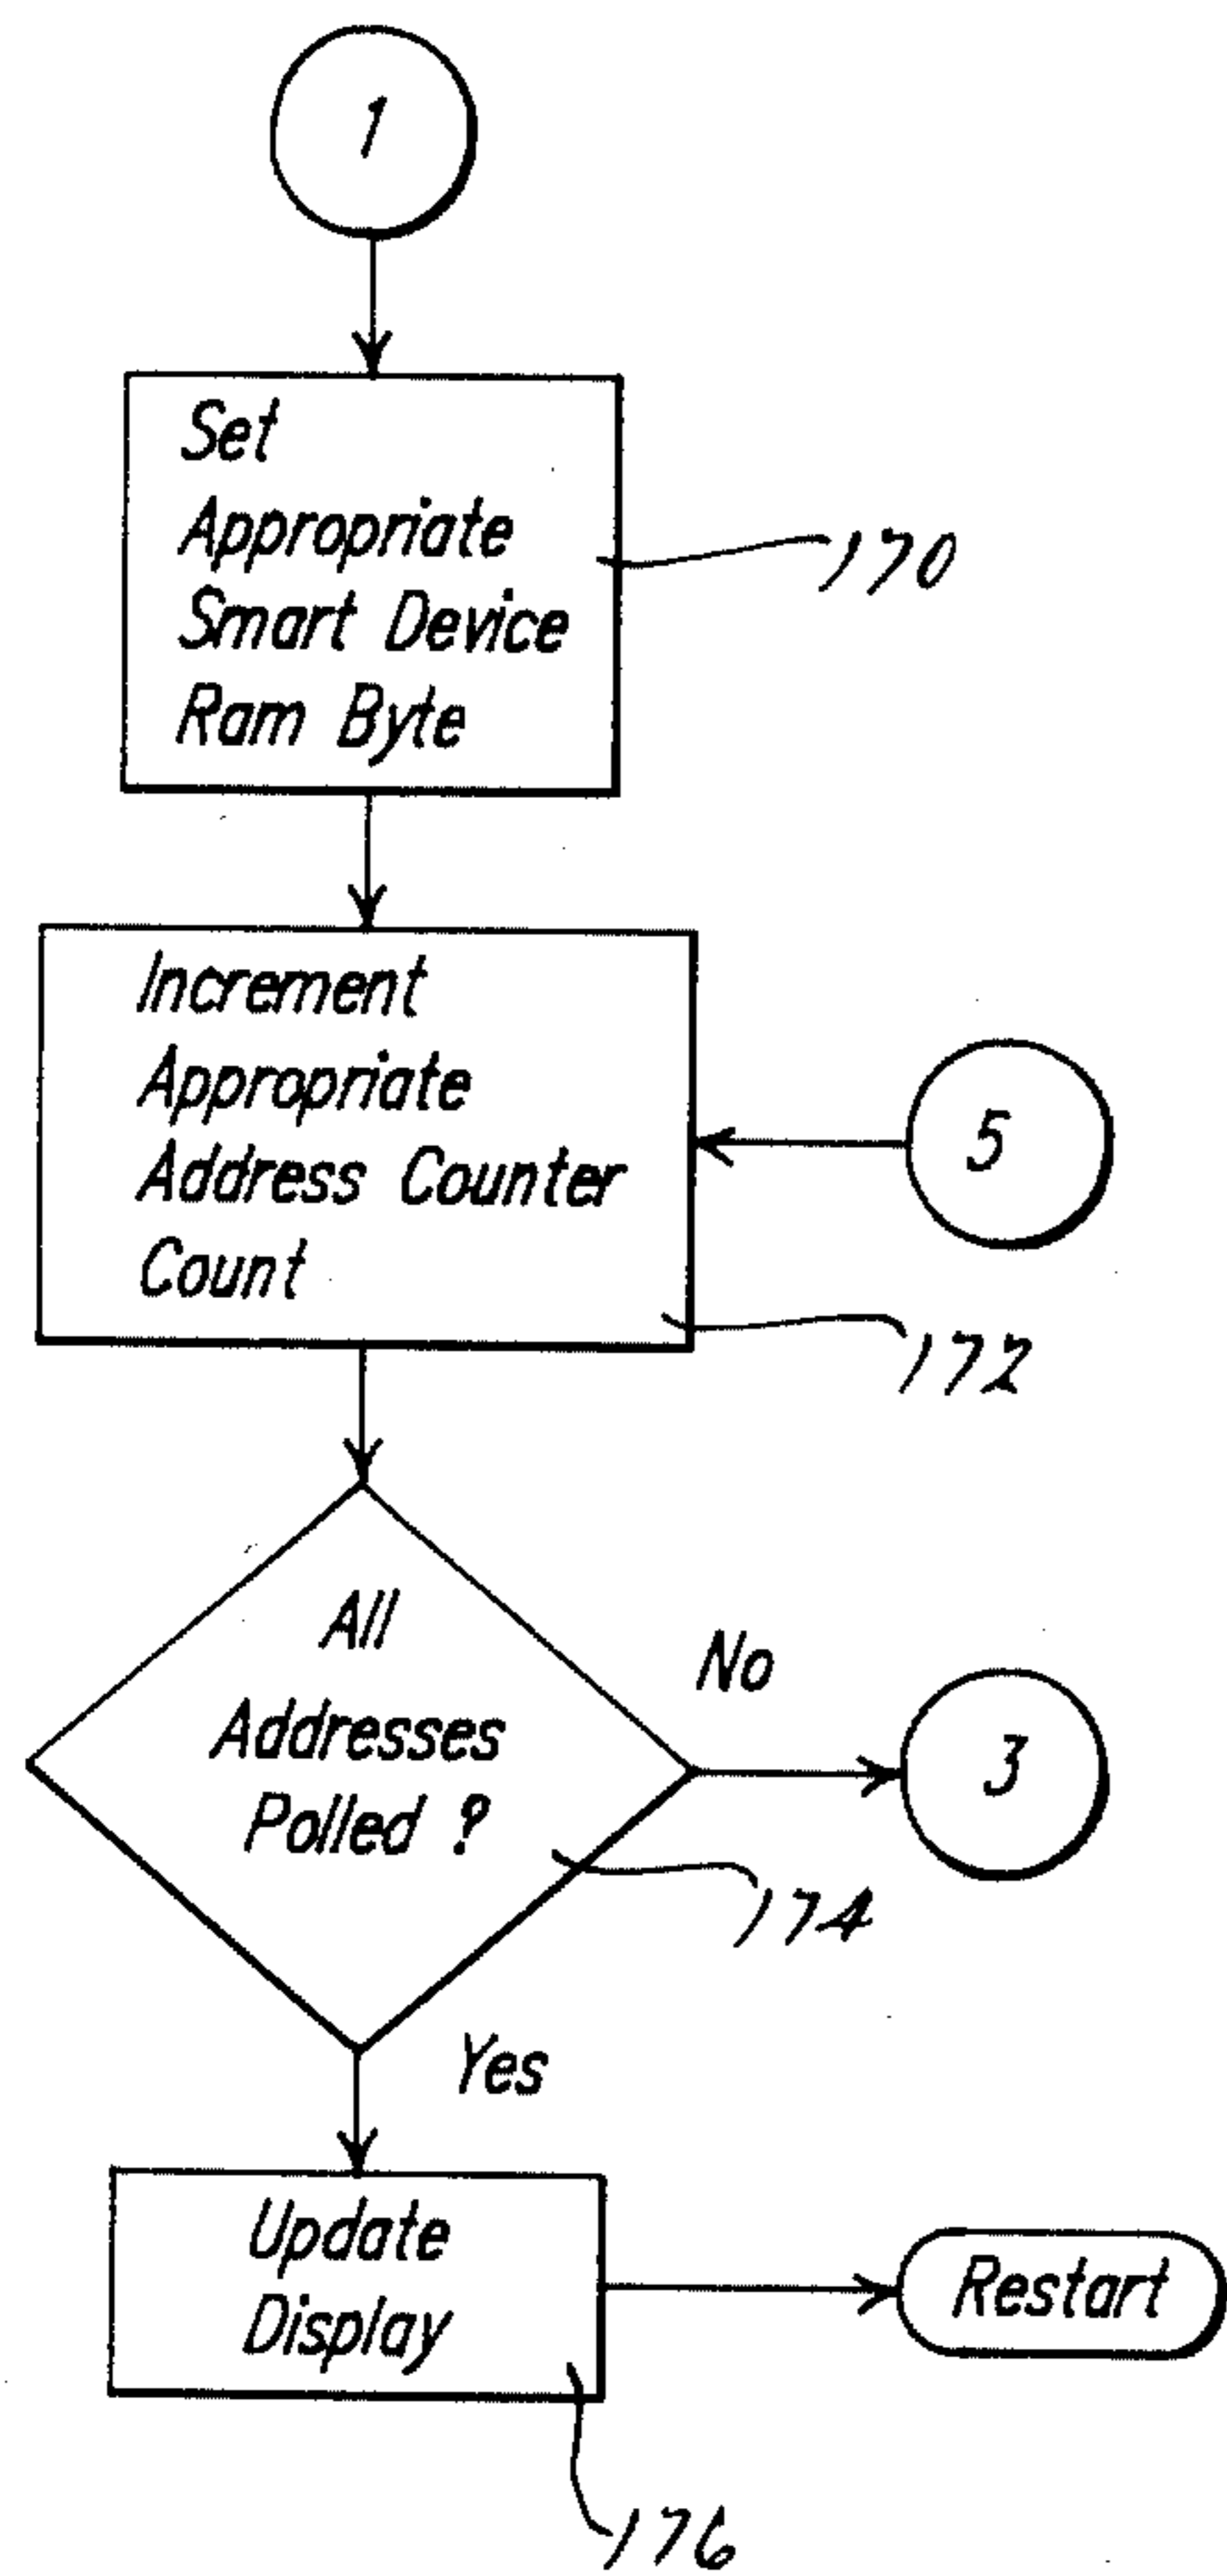 1
Set
Appropriate
Smart Device
Ram Byte
170
Increment
Appropriate
Address Counter
Count
5
172
All
Addresses
Polled ?
No
3
174
Yes
Update
Display
Restart
176